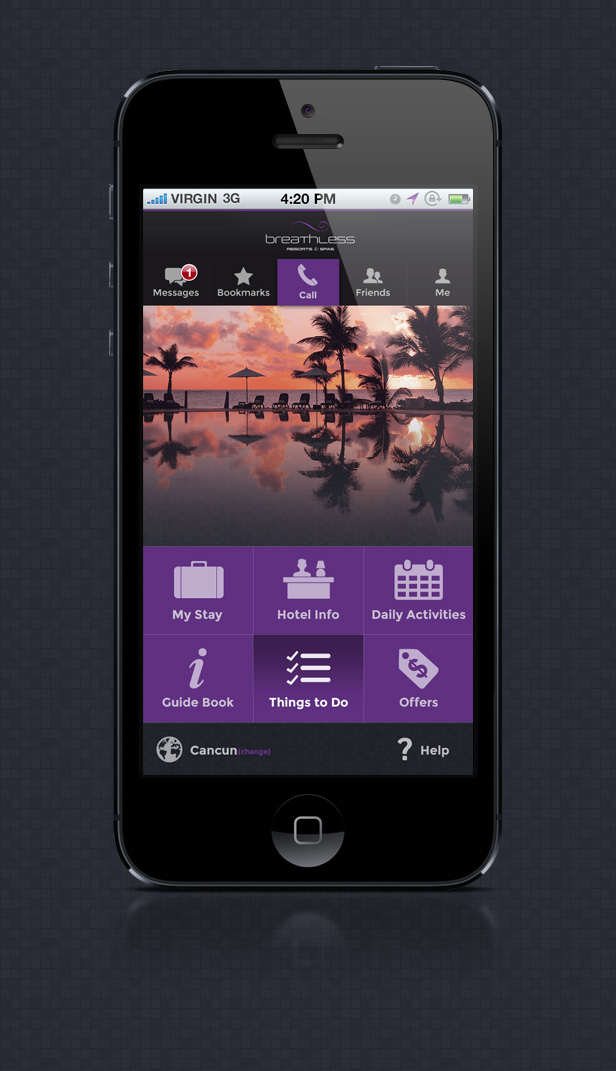 VIRGIN 3G 4:20 PM
breathless
RESORTS & SPAS
1
Messages Bookmarks Call Friends Me
My Stay Hotel Info Daily Activities
Guide Book Things to Do Offers
Cancun(change) ? Help